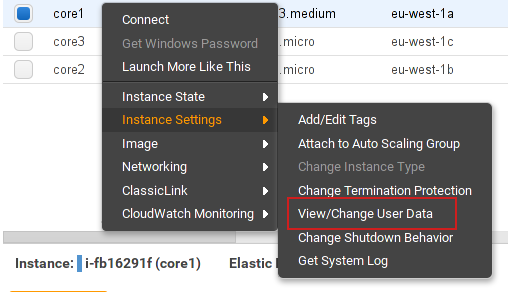 core1 3.medium eu-west-1a
core3 .micro eu-west-1c
core2 .micro eu-west-1b
Connect
Get Windows Password
Launch More Like This
Instance State
Instance Settings
Image
Networking
ClassicLink
CloudWatch Monitoring
Add/Edit Tags
Attach to Auto Scaling Group
Change Instance Type
Change Termination Protection
View/Change User Data
Change Shutdown Behavior
Get System Log
Instance: i-fb16291f (core1) Elastic